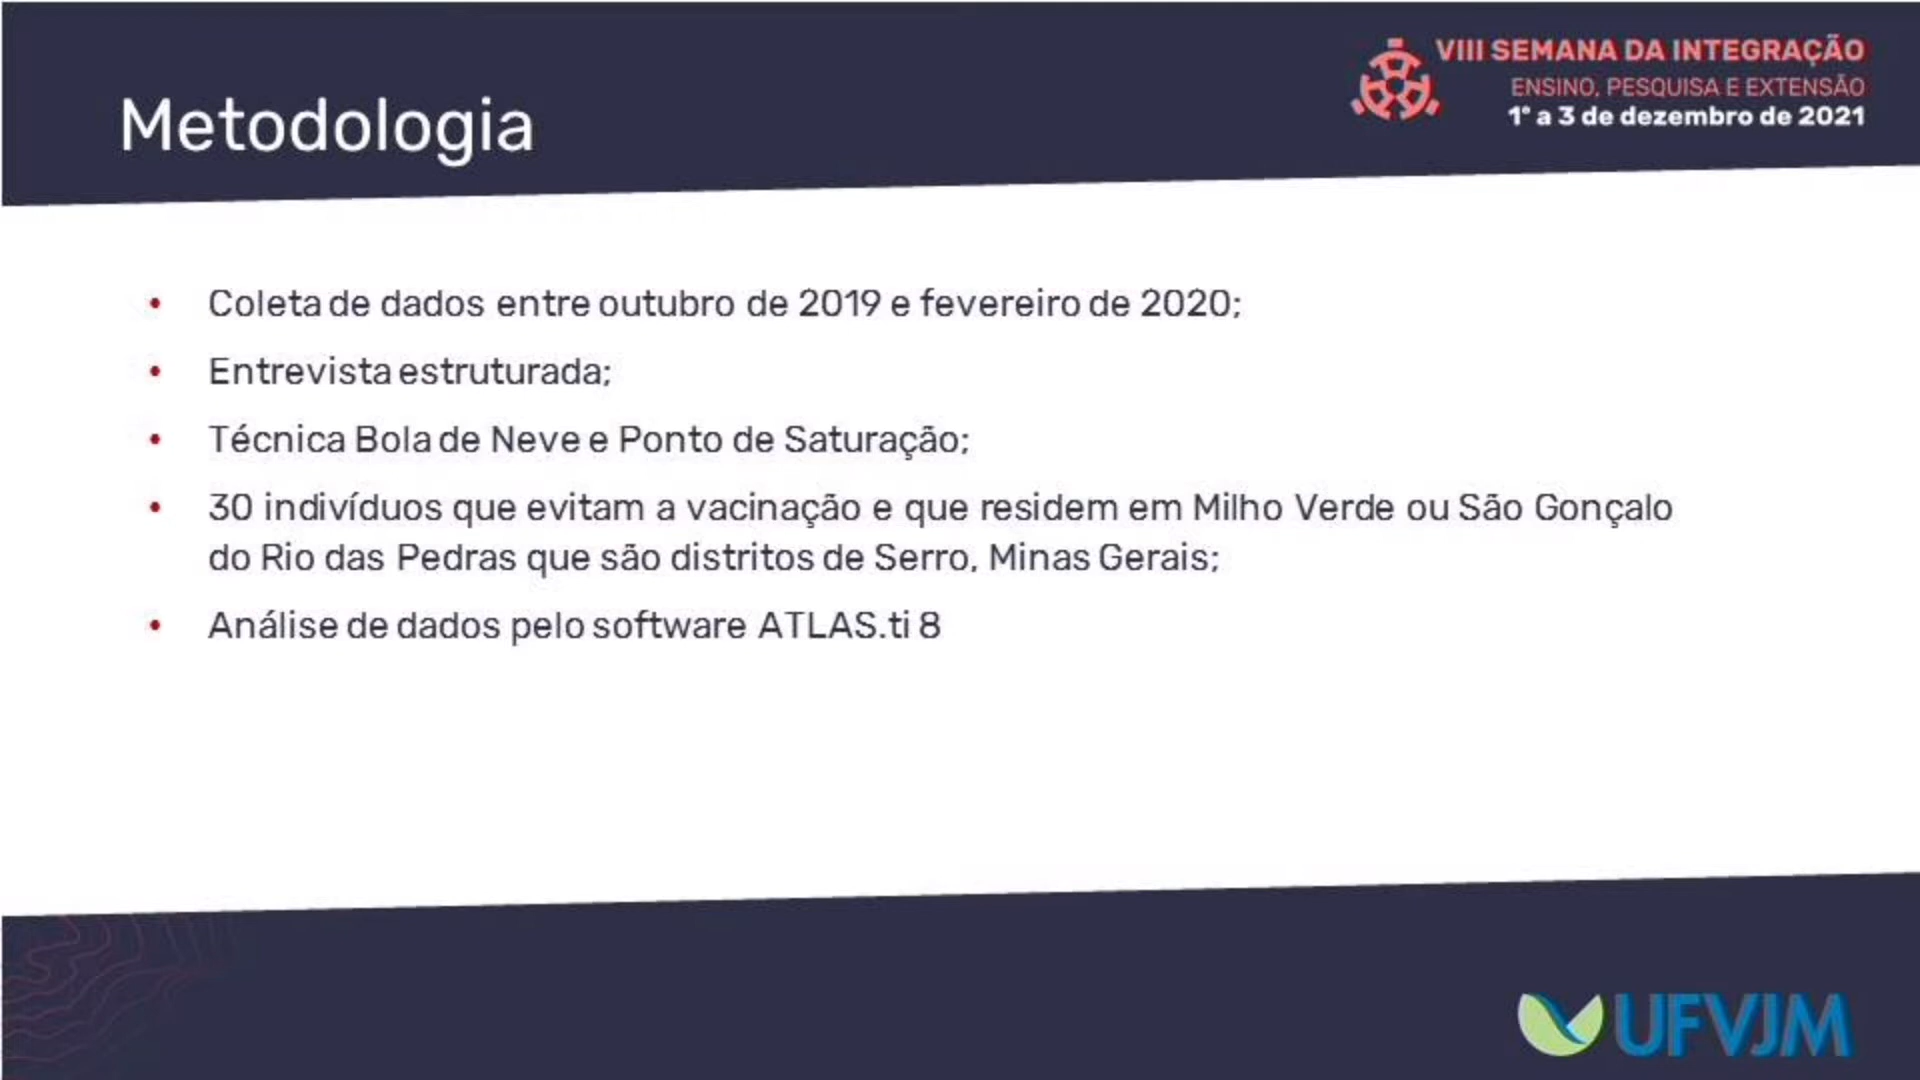 VIII SEMANA DA INTEGRAÇÃO
ENSINO, PESQUISA E EXTENSÃO
1º a 3 de dezembro de 2021
Metodologia
• Coleta de dados entre outubro de 2019 e fevereiro de 2020;
• Entrevista estruturada;
• Técnica Bola de Neve e Ponto de Saturação;
• 30 indivíduos que evitam a vacinação e que residem em Milho Verde ou São Gonçalo
do Rio das Pedras que são distritos de Serro, Minas Gerais;
• Análise de dados pelo software ATLAS.ti 8
UFVJM